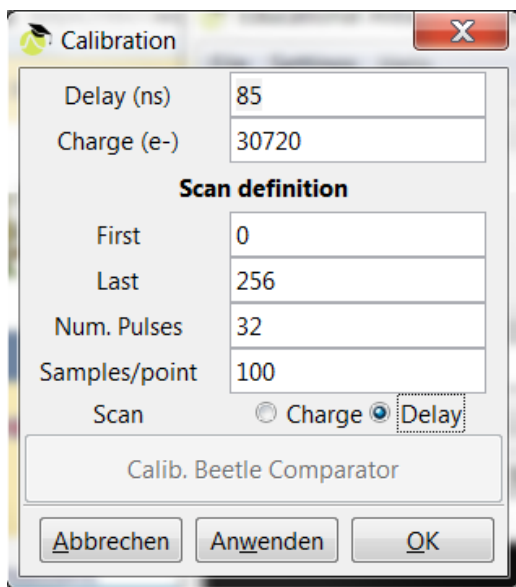 Calibration
X
Delay (ns) 85
Charge (e-) 30720
Scan definition
First 0
Last 256
Num. Pulses 32
Samples/point 100
Scan Charge Delay
Calib. Beetle Comparator
Abbrechen Anwenden OK